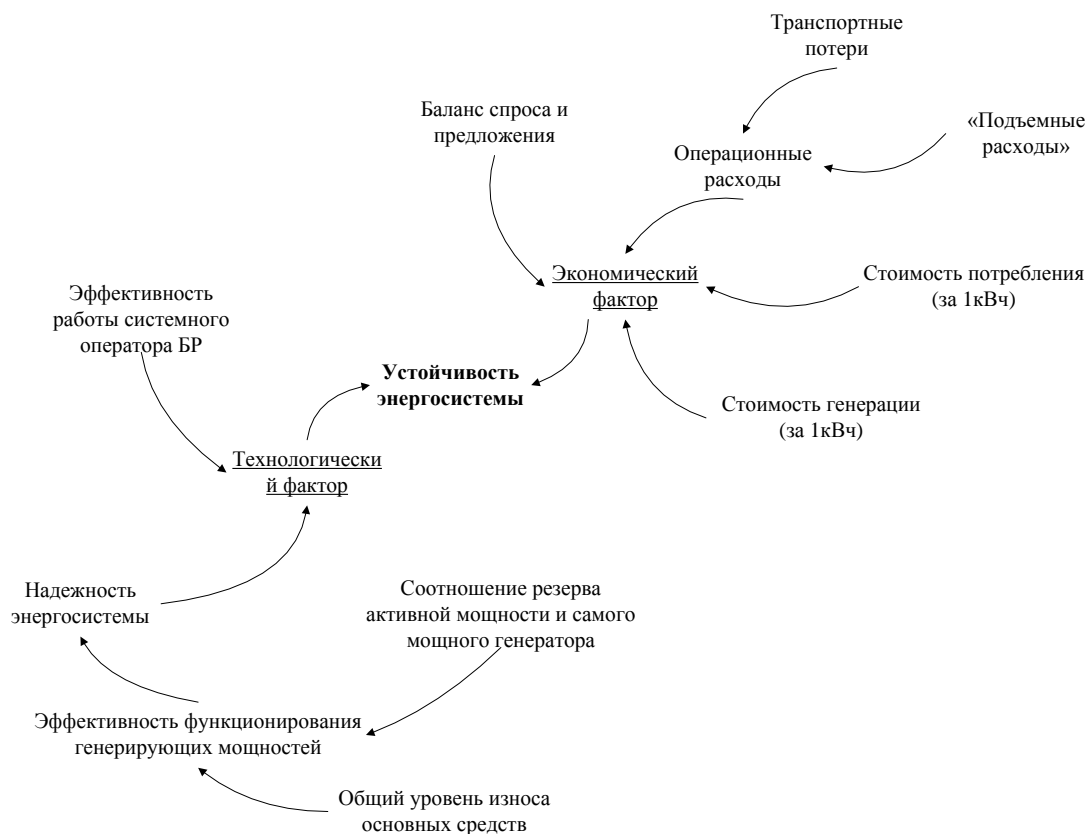 Транспортные
потери
Баланс спроса и
предложения
«Подъемные
расходы»
Операционные
расходы
Экономический
фактор
Стоимость потребления
(за 1кВч)
Эффективность
работы системного
оператора БР
Устойчивость
энергосистемы
Стоимость генерации
(за 1кВч)
Технологически
й фактор
Надежность
энергосистемы
Соотношение резерва
активной мощности и самого
мощного генератора
Эффективность функционирования
генерирующих мощностей
Общий уровень износа
основных средств